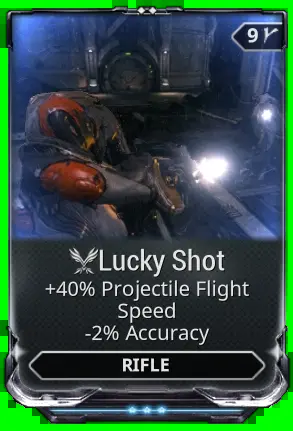 9
Lucky Shot
+40% Projectile Flight
Speed
-2% Accuracy
RIFLE